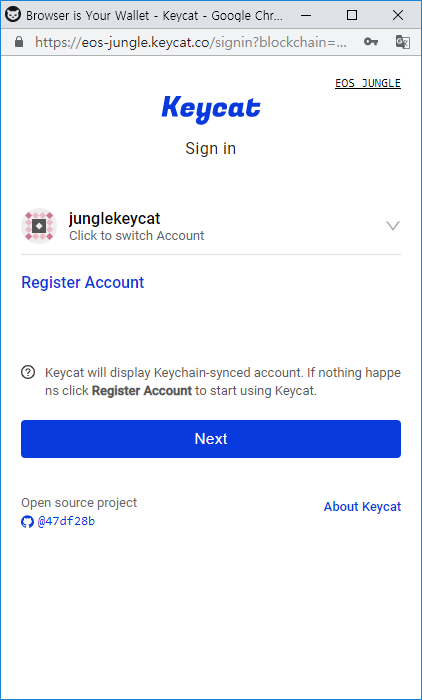 Browser is Your Wallet - Keycat - Google Chr...
https://eos-jungle.keycat.co/signin?blockchain=...
EOS JUNGLE
Keycat
Sign in
junglekeycat
Click to switch Account
Register Account
Keycat will display Keychain-synced account. If nothing happe
ns click Register Account to start using Keycat.
Next
Open source project
About Keycat
@47df28b